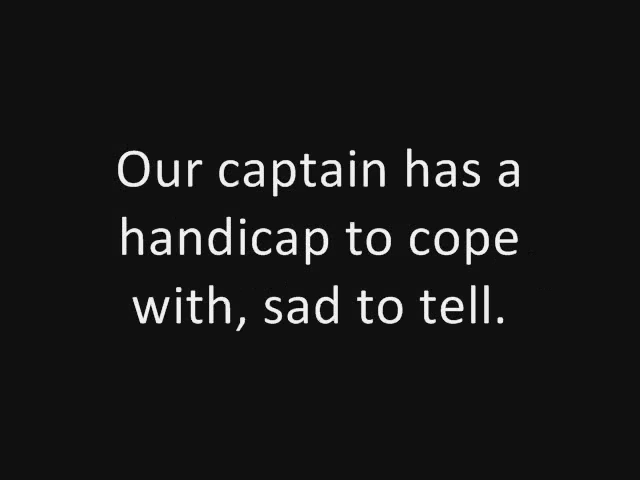 Our captain has a
handicap to cope
with, sad to tell.